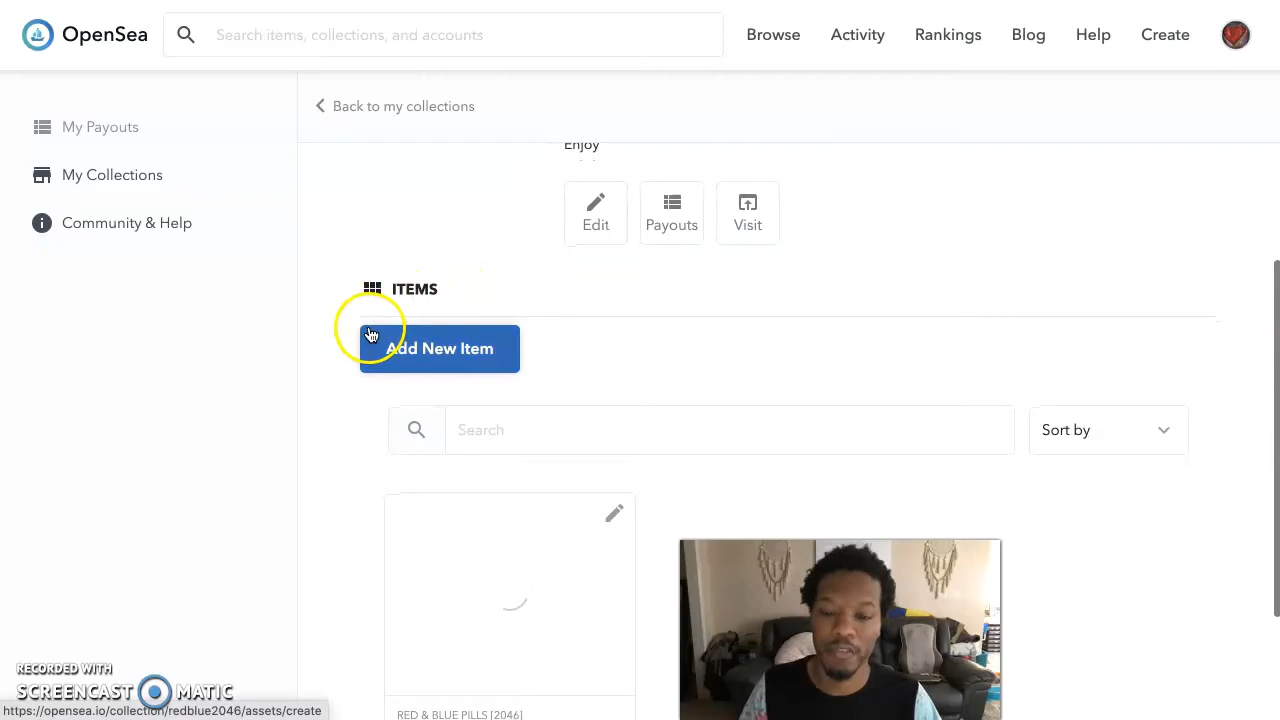 OpenSea
Search items, collections, and accounts
Browse
Activity
Rankings
Blog
Help
Create
My Payouts
My Collections
Community & Help
Back to my collections
Enjoy
Edit
Payouts
Visit
ITEMS
Add New Item
Search
Sort by
RED & BLUE PILLS [2046]
RECORDED WITH
SCREENCAST MATIC
https://opensea.io/collection/redblue2046/assets/create